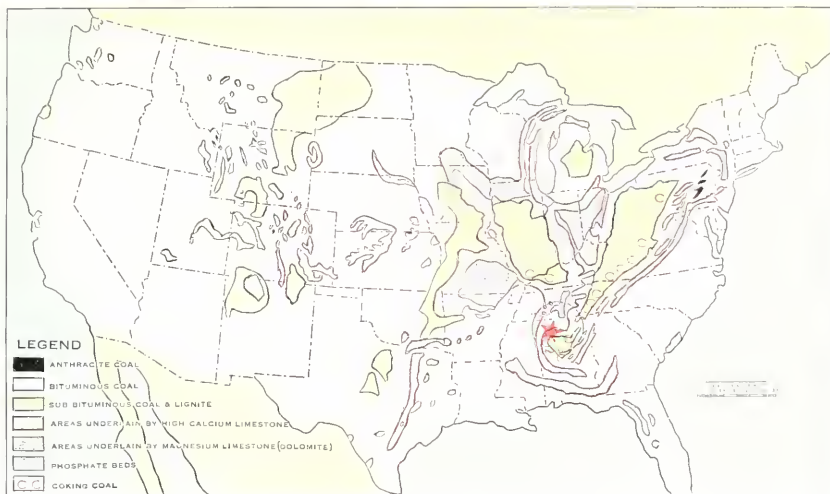 LEGEND
ANTHRACITE COAL
BITUMINOUS COAL
SUB BITUMINOUS COAL & LIGNITE
AREAS UNDERLAIN BY HIGH CALCIUM LIMESTONE
AREAS UNDERLAIN BY MAGNESIUM LIMESTONE (DOLOMITE)
PHOSPHATE BEDS
C C COKING COAL